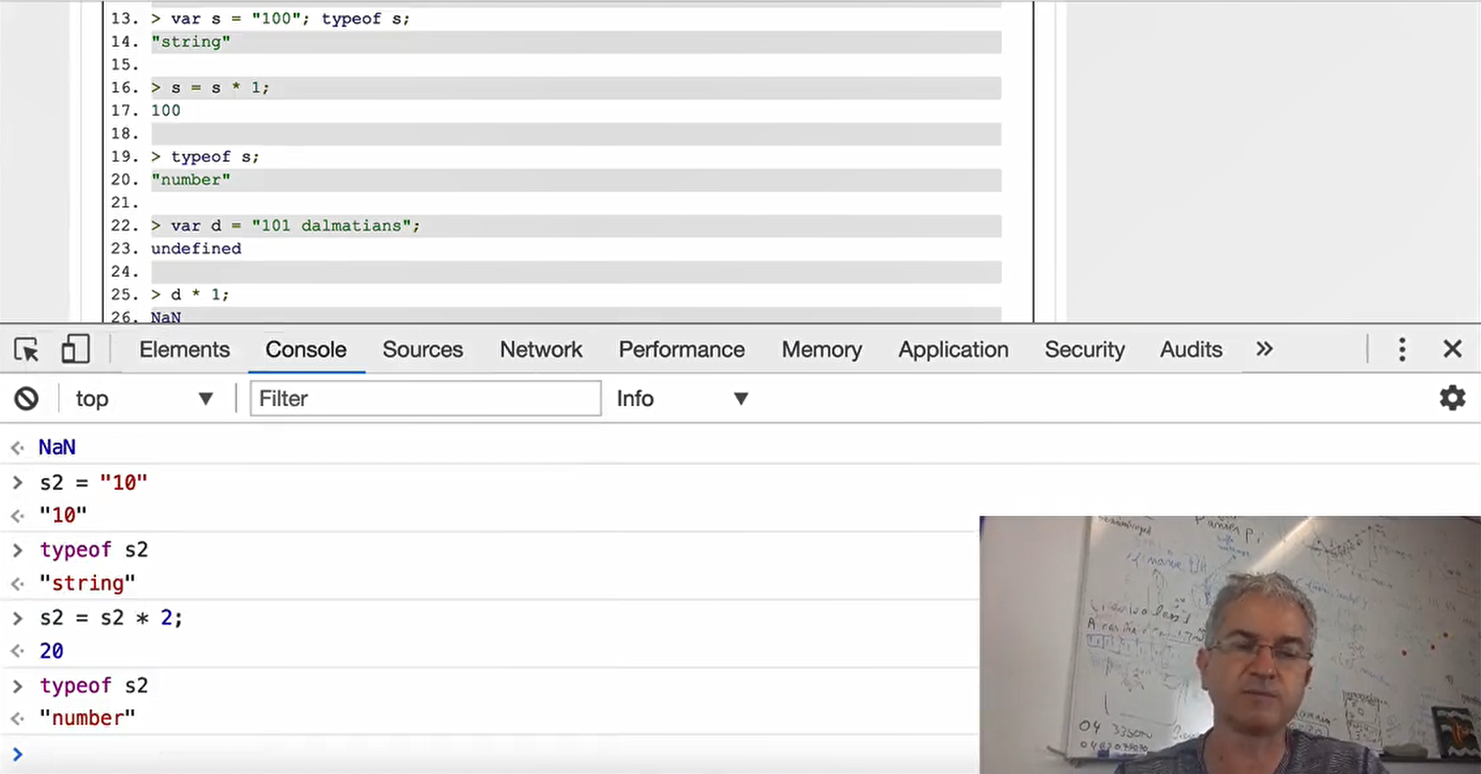 13. > var s = "100"; typeof s;
14. "string"
15.
16. > s = s * 1;
17. 100
18.
19. > typeof s;
20. "number"
21.
22. > var d = "101 dalmatians";
23. undefined
24.
25. > d * 1;
26. NaN
Elements Console Sources Network Performance Memory Application Security Audits »
top Filter Info
NaN
> s2 = "10"
"10"
> typeof s2
"string"
> s2 = s2 * 2;
20
> typeof s2
"number"
>